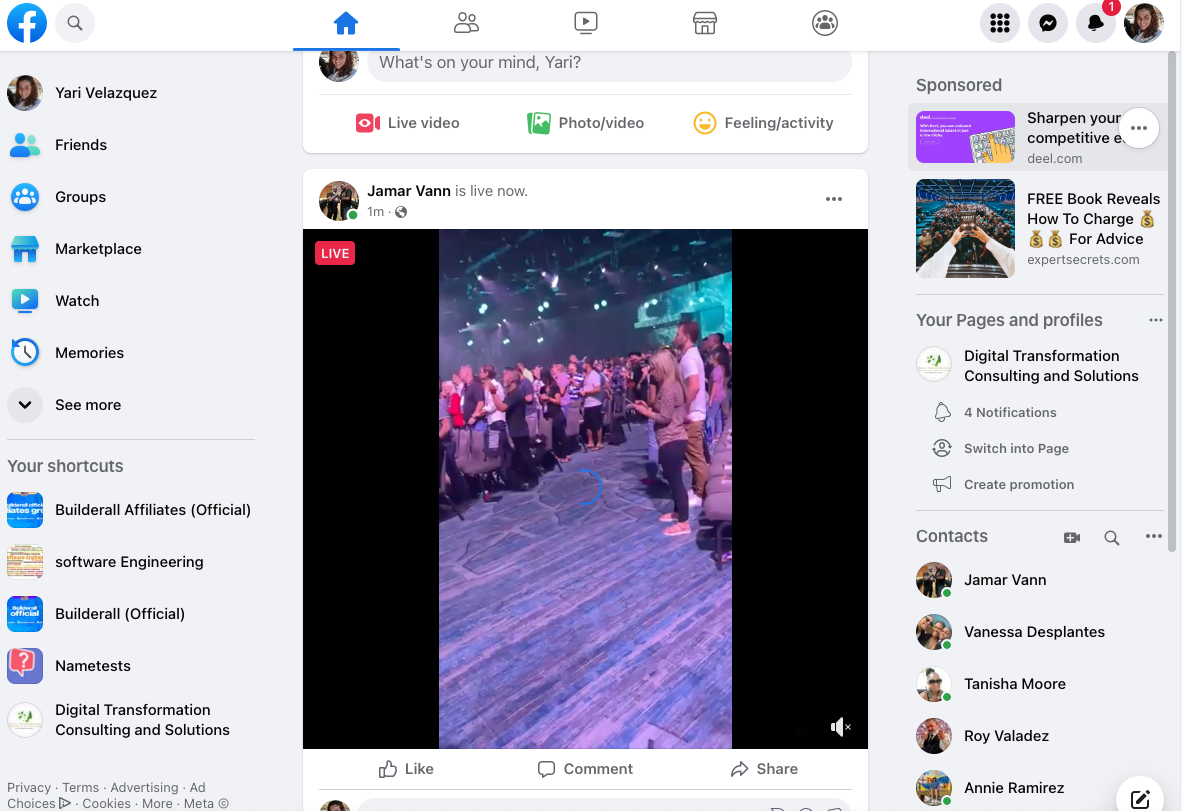 f
1
Yari Velazquez
Friends
Groups
Marketplace
Watch
Memories
See more
Your shortcuts
Builderall Affiliates (Official)
software Engineering
Builderall (Official)
Nametests
Digital Transformation
Consulting and Solutions
Privacy · Terms · Advertising · Ad
Choices · Cookies · More · Meta ©
What's on your mind, Yari?
Live video
Photo/video
Feeling/activity
Jamar Vann is live now.
1m ·
LIVE
Like
Comment
Share
Sponsored
deel.
Sharpen your
competitive e
deel.com
FREE Book Reveals
How To Charge 💰
💰💰 For Advice
expertsecrets.com
Your Pages and profiles
Digital Transformation
Consulting and Solutions
4 Notifications
Switch into Page
Create promotion
Contacts
Jamar Vann
Vanessa Desplantes
Tanisha Moore
Roy Valadez
Annie Ramirez